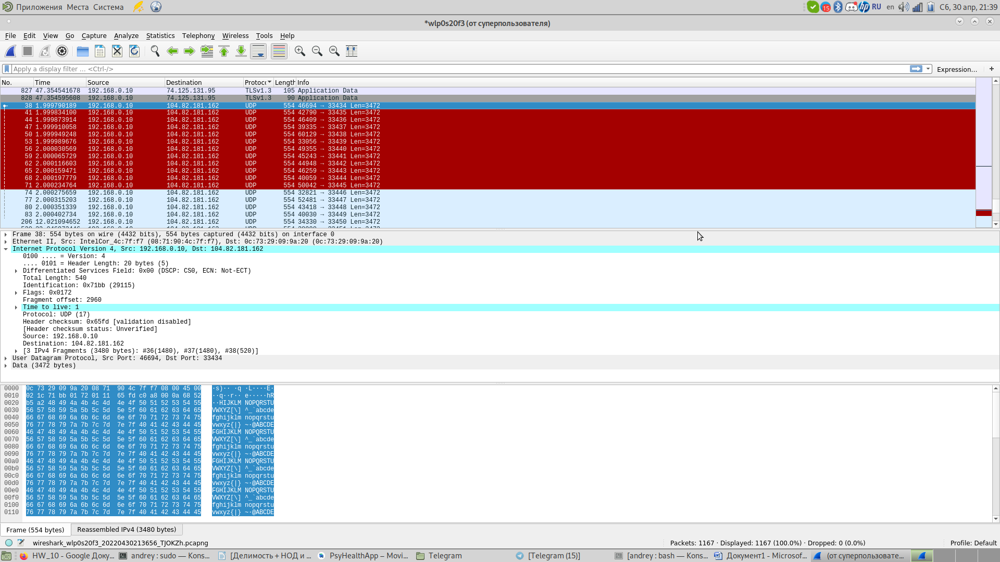 Приложения Места Система
15
RU en Сб, 30 апр, 21:39
*wlp0s20f3 (от суперпользователя)
File Edit View Go Capture Analyze Statistics Telephony Wireless Tools Help
Apply a display filter ... <Ctrl-/>
Expression... +
No. Time Source Destination Protoc Length Info
827 47.354541678 192.168.0.10 74.125.131.95 TLSv1.3 105 Application Data
828 47.354595608 192.168.0.10 74.125.131.95 TLSv1.3 90 Application Data
38 1.999790189 192.168.0.10 104.82.181.162 UDP 554 46694 → 33434 Len=3472
41 1.999834100 192.168.0.10 104.82.181.162 UDP 554 42790 → 33435 Len=3472
44 1.999873914 192.168.0.10 104.82.181.162 UDP 554 46409 → 33436 Len=3472
47 1.999910058 192.168.0.10 104.82.181.162 UDP 554 39335 → 33437 Len=3472
50 1.999949248 192.168.0.10 104.82.181.162 UDP 554 60129 → 33438 Len=3472
53 1.999989676 192.168.0.10 104.82.181.162 UDP 554 33056 → 33439 Len=3472
56 2.000030569 192.168.0.10 104.82.181.162 UDP 554 49355 → 33440 Len=3472
59 2.000065729 192.168.0.10 104.82.181.162 UDP 554 45243 → 33441 Len=3472
62 2.000116603 192.168.0.10 104.82.181.162 UDP 554 44948 → 33442 Len=3472
65 2.000159471 192.168.0.10 104.82.181.162 UDP 554 46259 → 33443 Len=3472
68 2.000197779 192.168.0.10 104.82.181.162 UDP 554 40059 → 33444 Len=3472
71 2.000234764 192.168.0.10 104.82.181.162 UDP 554 50042 → 33445 Len=3472
74 2.000275659 192.168.0.10 104.82.181.162 UDP 554 32821 → 33446 Len=3472
77 2.000315203 192.168.0.10 104.82.181.162 UDP 554 52481 → 33447 Len=3472
80 2.000351339 192.168.0.10 104.82.181.162 UDP 554 43418 → 33448 Len=3472
83 2.000402734 192.168.0.10 104.82.181.162 UDP 554 40030 → 33449 Len=3472
206 12.021094652 192.168.0.10 104.82.181.162 UDP 554 34330 → 33450 Len=3472
Frame 38: 554 bytes on wire (4432 bits), 554 bytes captured (4432 bits) on interface 0
Ethernet II, Src: IntelCor_4c:7f:f7 (08:71:90:4c:7f:f7), Dst: 0c:73:29:09:9a:20 (0c:73:29:09:9a:20)
Internet Protocol Version 4, Src: 192.168.0.10, Dst: 104.82.181.162
0100 .... = Version: 4
.... 0101 = Header Length: 20 bytes (5)
Differentiated Services Field: 0x00 (DSCP: CS0, ECN: Not-ECT)
Total Length: 540
Identification: 0x71bb (29115)
Flags: 0x0172
Fragment offset: 2960
Time to live: 1
Protocol: UDP (17)
Header checksum: 0x65fd [validation disabled]
[Header checksum status: Unverified]
Source: 192.168.0.10
Destination: 104.82.181.162
[3 IPv4 Fragments (3480 bytes): #36(1480), #37(1480), #38(520)]
User Datagram Protocol, Src Port: 46694, Dst Port: 33434
Data (3472 bytes)
0000 0c 73 29 09 9a 20 08 71 90 4c 7f f7 08 00 45 00 ·s)·· ·q ·L····E·
0010 02 1c 71 bb 01 72 01 11 65 fd c0 a8 00 0a 68 52 ··q··r·· e·····hR
0020 b5 a2 48 49 4a 4b 4c 4d 4e 4f 50 51 52 53 54 55 ··HIJKLM NOPQRSTU
0030 56 57 58 59 5a 5b 5c 5d 5e 5f 60 61 62 63 64 65 VWXYZ[\] ^_`abcde
0040 66 67 68 69 6a 6b 6c 6d 6e 6f 70 71 72 73 74 75 fghijklm nopqrstu
0050 76 77 78 79 7a 7b 7c 7d 7e 7f 40 41 42 43 44 45 vwxyz{|} ~·@ABCDE
0060 46 47 48 49 4a 4b 4c 4d 4e 4f 50 51 52 53 54 55 FGHIJKLM NOPQRSTU
0070 56 57 58 59 5a 5b 5c 5d 5e 5f 60 61 62 63 64 65 VWXYZ[\] ^_`abcde
0080 66 67 68 69 6a 6b 6c 6d 6e 6f 70 71 72 73 74 75 fghijklm nopqrstu
0090 76 77 78 79 7a 7b 7c 7d 7e 7f 40 41 42 43 44 45 vwxyz{|} ~·@ABCDE
00a0 46 47 48 49 4a 4b 4c 4d 4e 4f 50 51 52 53 54 55 FGHIJKLM NOPQRSTU
00b0 56 57 58 59 5a 5b 5c 5d 5e 5f 60 61 62 63 64 65 VWXYZ[\] ^_`abcde
00c0 66 67 68 69 6a 6b 6c 6d 6e 6f 70 71 72 73 74 75 fghijklm nopqrstu
00d0 76 77 78 79 7a 7b 7c 7d 7e 7f 40 41 42 43 44 45 vwxyz{|} ~·@ABCDE
00e0 46 47 48 49 4a 4b 4c 4d 4e 4f 50 51 52 53 54 55 FGHIJKLM NOPQRSTU
00f0 56 57 58 59 5a 5b 5c 5d 5e 5f 60 61 62 63 64 65 VWXYZ[\] ^_`abcde
0100 66 67 68 69 6a 6b 6c 6d 6e 6f 70 71 72 73 74 75 fghijklm nopqrstu
0110 76 77 78 79 7a 7b 7c 7d 7e 7f 40 41 42 43 44 45 vwxyz{|} ~·@ABCDE
Frame (554 bytes) Reassembled IPv4 (3480 bytes)
wireshark_wlp0s20f3_20220430213656_TJOKZh.pcapng Packets: 1167 · Displayed: 1167 (100.0%) · Dropped: 0 (0.0%) Profile: Default
HW_10 - Google Доку... andrey : sudo — Kons... [Делимость + НОД и ... PsyHealthApp – Movi... Telegram [Telegram (15)] [andrey : bash — Kons... Документ1 - Microsof... (от суперпользовате...